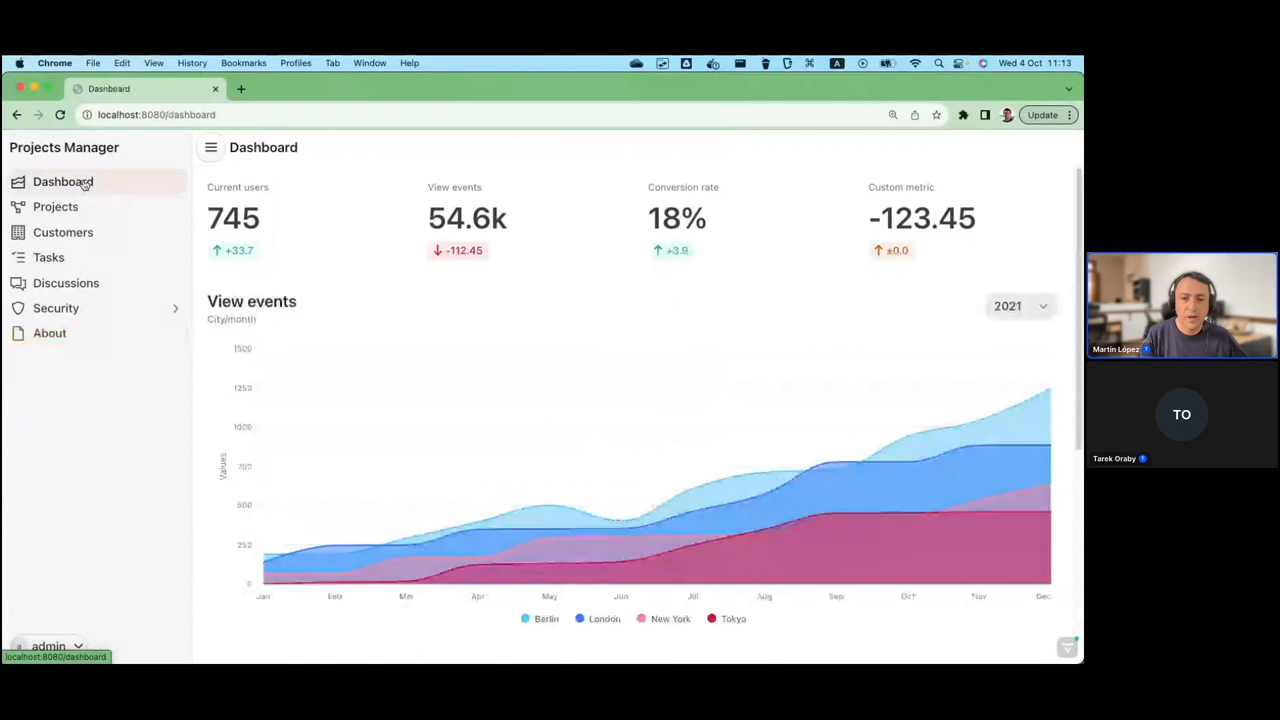 Chrome File Edit View History Bookmarks Profiles Tab Window Help A Wed 4 Oct 11:13
Dashboard
localhost:8080/dashboard Update
Projects Manager
Dashboard
Dashboard
Projects
Customers
Tasks
Discussions
Security
About
admin
localhost:8080/dashboard
Current users View events Conversion rate Custom metric
745 54.6k 18% -123.45
+33.7 -112.45 +3.9 ±0.0
View events
City/month
2021
1500
1250
1000
750
500
250
0
Values
Jan Feb Mar Apr May Jun Jul Aug Sep Oct Nov Dec
Berlin London New York Tokyo
Martín López
TO
Tarek Oraby